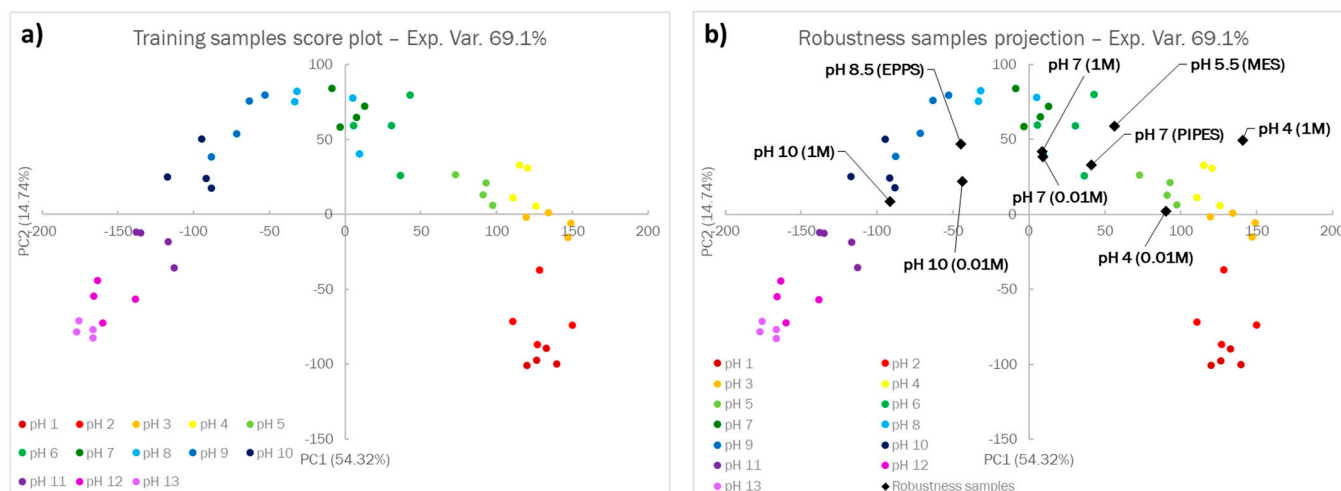 a)
Training samples score plot – Exp. Var. 69.1%
PC2 (14.74%)
100
50
0
-50
-100
-150
-200
-150
-100
-50
0
50
100
150
200
PC1 (54.32%)
pH 1
pH 2
pH 3
pH 4
pH 5
pH 6
pH 7
pH 8
pH 9
pH 10
pH 11
pH 12
pH 13
b)
Robustness samples projection – Exp. Var. 69.1%
PC2 (14.74%)
100
50
0
-50
-100
-150
-200
-150
-100
-50
0
50
100
150
200
PC1 (54.32%)
pH 8.5 (EPPS)
pH 7 (1M)
pH 5.5 (MES)
pH 7 (PIPES)
pH 4 (1M)
pH 10 (1M)
pH 7 (0.01M)
pH 10 (0.01M)
pH 4 (0.01M)
pH 1
pH 2
pH 3
pH 4
pH 5
pH 6
pH 7
pH 8
pH 9
pH 10
pH 11
pH 12
pH 13
Robustness samples